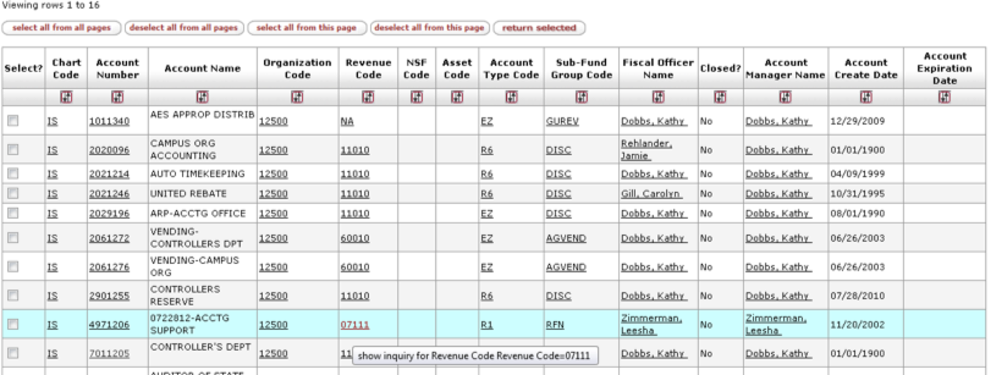 Viewing rows 1 to 16
select all from all pages deselect all from all pages select all from this page deselect all from this page return selected
Select? Chart Code Account Number Account Name Organization Code Revenue Code NSF Code Asset Code Account Type Code Sub-Fund Group Code Fiscal Officer Name Closed? Account Manager Name Account Create Date Account Expiration Date
IS 1011340 AES APPROP DISTRIB 12500 NA EZ GUREV Dobbs, Kathy No Dobbs, Kathy 12/29/2009
IS 2020096 CAMPUS ORG ACCOUNTING 12500 11010 R6 DISC Rehlander, Jamie No Dobbs, Kathy 01/01/1900
IS 2021214 AUTO TIMEKEEPING 12500 11010 R6 DISC Dobbs, Kathy No Dobbs, Kathy 04/09/1999
IS 2021246 UNITED REBATE 12500 11010 R6 DISC Gill, Carolyn No Dobbs, Kathy 10/31/1995
IS 2029196 ARP-ACCTG OFFICE 12500 11010 EZ DISC Dobbs, Kathy No Dobbs, Kathy 08/01/1990
IS 2061272 VENDING-CONTROLLERS DPT 12500 60010 EZ AGVEND Dobbs, Kathy No Dobbs, Kathy 06/26/2003
IS 2061276 VENDING-CAMPUS ORG 12500 60010 EZ AGVEND Dobbs, Kathy No Dobbs, Kathy 06/26/2003
IS 2901255 CONTROLLERS RESERVE 12500 11010 R6 DISC Dobbs, Kathy No Dobbs, Kathy 07/28/2010
IS 4971206 0722812-ACCTG SUPPORT 12500 07111 R1 RFN Zimmerman, Leesha No Zimmerman, Leesha 11/20/2002
IS 7011205 CONTROLLER'S DEPT 12500 11 Dobbs, Kathy No Dobbs, Kathy 01/01/1900
show inquiry for Revenue Code Revenue Code=07111
AUDITOR OF STATE